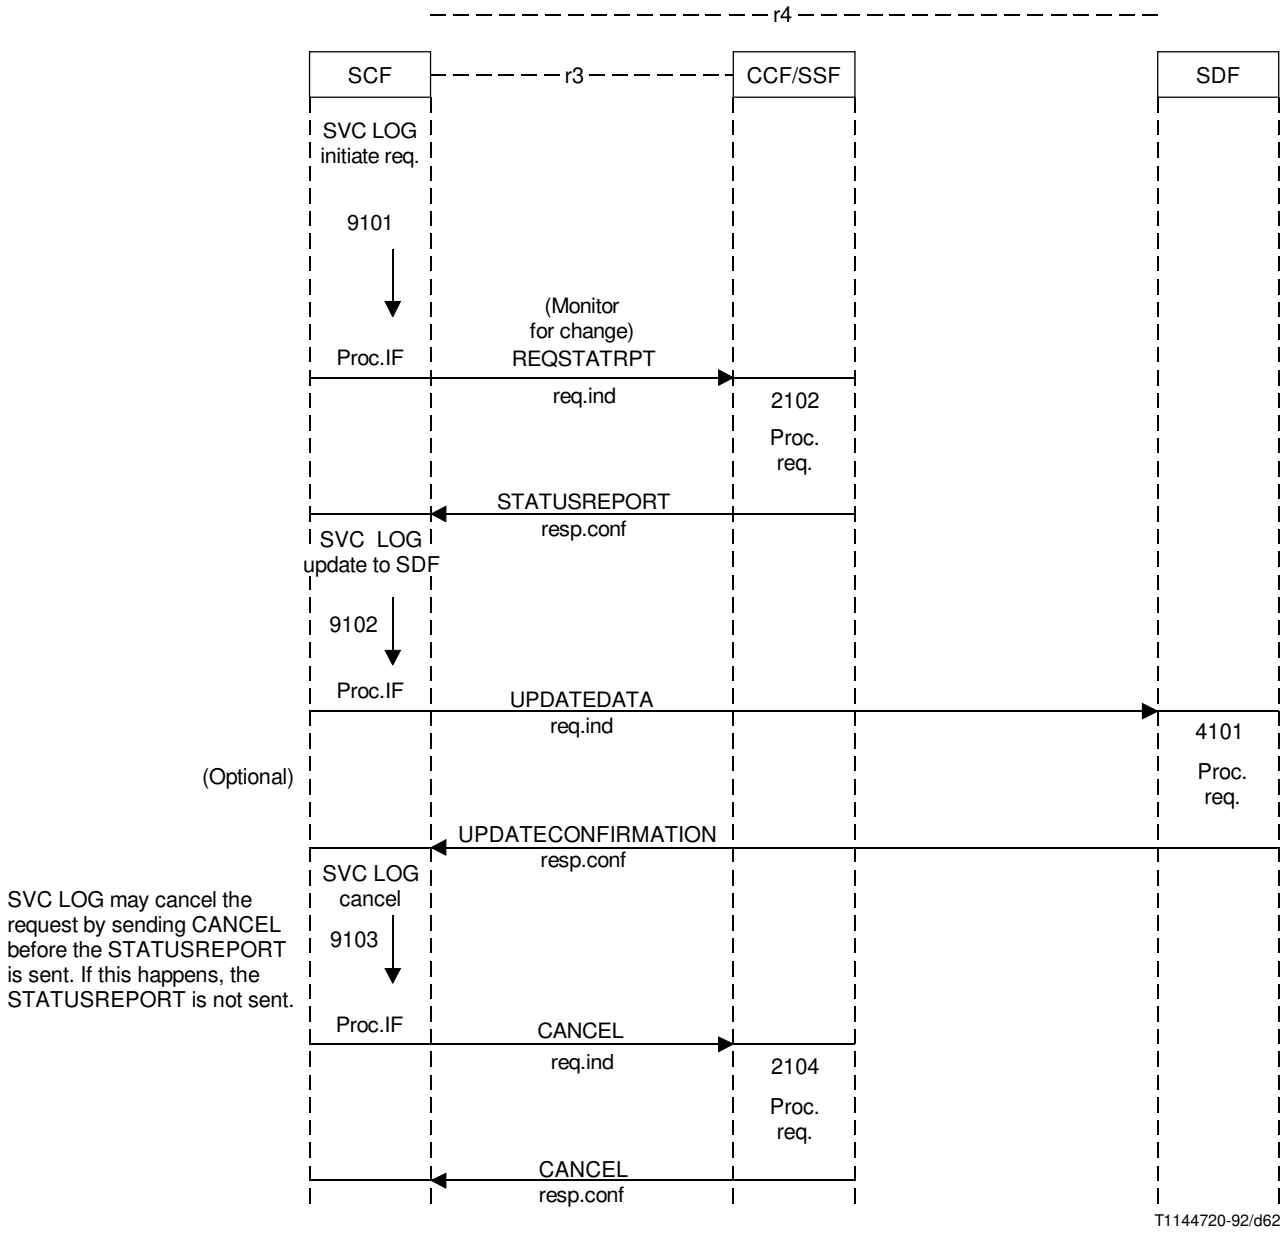 r4
SCF
r3
CCF/SSF
SDF
SVC LOG
initiate req.
9101
(Monitor
for change)
Proc.IF
REQSTATRPT
req.ind
2102
Proc.
req.
STATUSREPORT
resp.conf
SVC LOG
update to SDF
9102
Proc.IF
UPDATEDATA
req.ind
4101
Proc.
req.
(Optional)
UPDATECONFIRMATION
resp.conf
SVC LOG
cancel
9103
SVC LOG may cancel the
request by sending CANCEL
before the STATUSREPORT
is sent. If this happens, the
STATUSREPORT is not sent.
Proc.IF
CANCEL
req.ind
2104
Proc.
req.
CANCEL
resp.conf
T1144720-92/d62